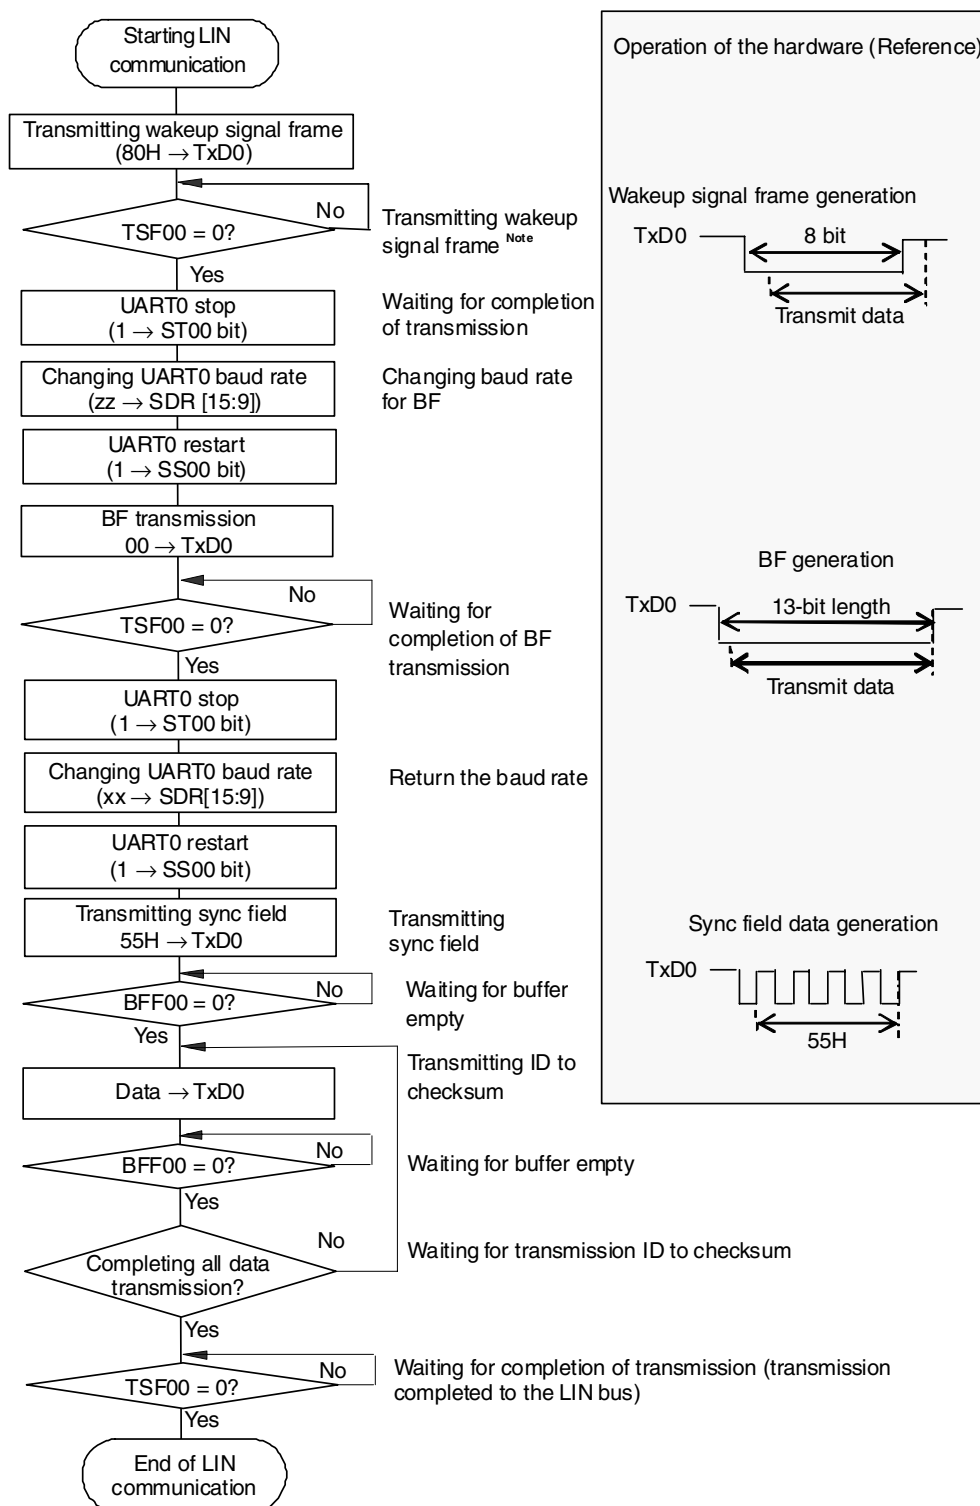 Starting LIN
communication
Operation of the hardware (Reference)
Transmitting wakeup signal frame
(80H → TxD0)
No
TSF00 = 0?
Transmitting wakeup
signal frame Note
Wakeup signal frame generation
TxD0
8 bit
Transmit data
Yes
UART0 stop
(1 → ST00 bit)
Waiting for completion
of transmission
Changing UART0 baud rate
(zz → SDR [15:9])
Changing baud rate
for BF
UART0 restart
(1 → SS00 bit)
BF transmission
00 → TxD0
BF generation
TxD0
13-bit length
Transmit data
No
TSF00 = 0?
Waiting for
completion of BF
transmission
Yes
UART0 stop
(1 → ST00 bit)
Changing UART0 baud rate
(xx → SDR[15:9])
Return the baud rate
UART0 restart
(1 → SS00 bit)
Transmitting sync field
55H → TxD0
Transmitting
sync field
Sync field data generation
TxD0
55H
No
BFF00 = 0?
Waiting for buffer
empty
Yes
Transmitting ID to
checksum
Data → TxD0
No
BFF00 = 0?
Waiting for buffer empty
Yes
No
Completing all data
transmission?
Waiting for transmission ID to checksum
Yes
No
TSF00 = 0?
Waiting for completion of transmission (transmission
completed to the LIN bus)
Yes
End of LIN
communication